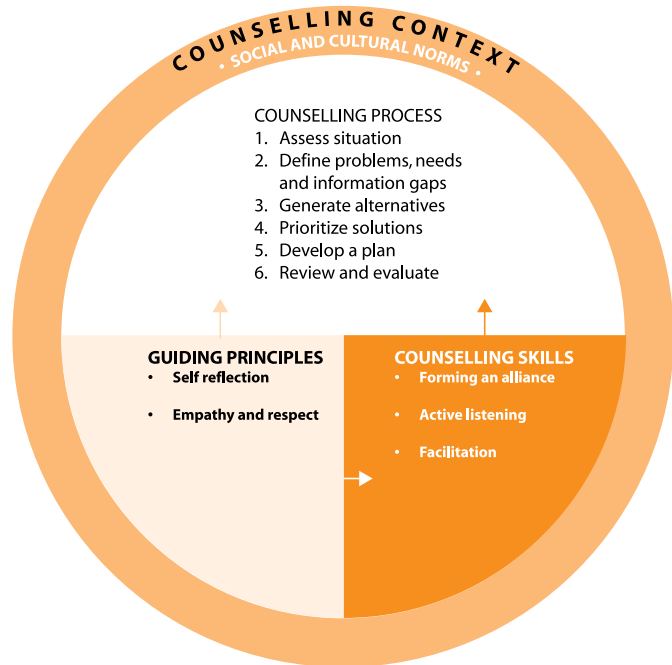 COUNSELLING CONTEXT
• SOCIAL AND CULTURAL NORMS •
COUNSELLING PROCESS
1. Assess situation
2. Define problems, needs
and information gaps
3. Generate alternatives
4. Prioritize solutions
5. Develop a plan
6. Review and evaluate
GUIDING PRINCIPLES
• Self reflection
• Empathy and respect
COUNSELLING SKILLS
• Forming an alliance
• Active listening
• Facilitation